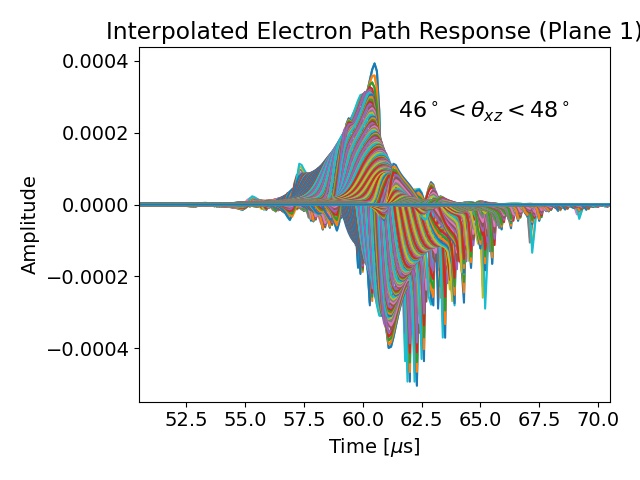 Interpolated Electron Path Response (Plane 1)
0.0004
46° < θxz < 48°
0.0002
0.0000
Amplitude
−0.0002
−0.0004
52.5 55.0 57.5 60.0 62.5 65.0 67.5 70.0
Time [μs]